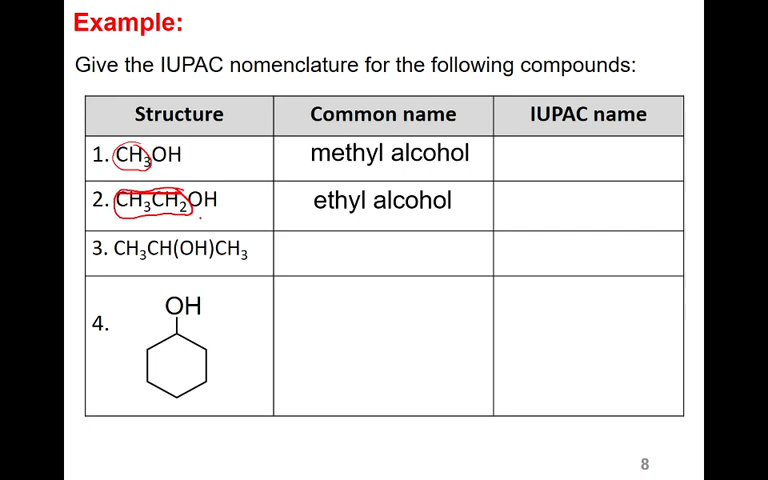 Example:
Give the IUPAC nomenclature for the following compounds:
Structure Common name IUPAC name
1. CH₃OH methyl alcohol
2. CH₃CH₂OH ethyl alcohol
3. CH₃CH(OH)CH₃
OH
4.
8